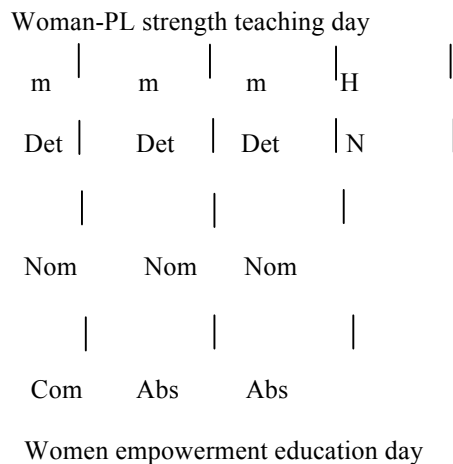 Woman-PL strength teaching day
m m m H
Det Det Det N
Nom Nom Nom
Com Abs Abs
Women empowerment education day